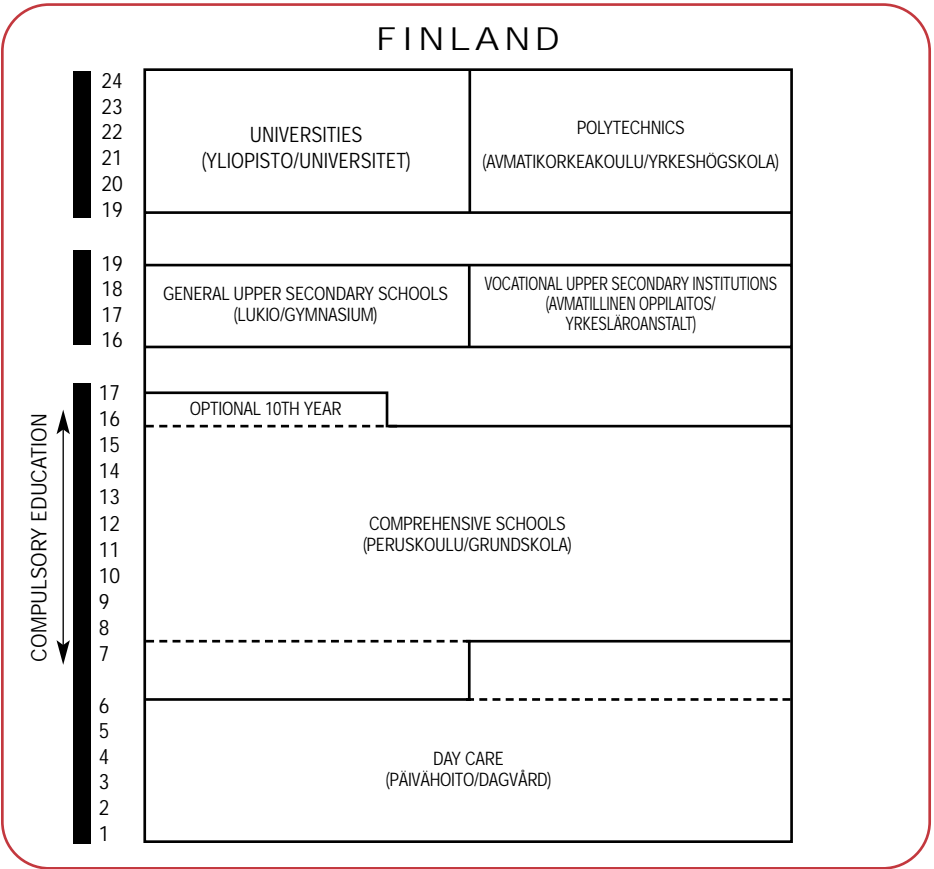 FINLAND
24
23
22
21
20
19
UNIVERSITIES
(YLIOPISTO/UNIVERSITET)
POLYTECHNICS
(AVMATIKORKEAKOULU/YRKESHÖGSKOLA)
19
18
17
16
GENERAL UPPER SECONDARY SCHOOLS
(LUKIO/GYMNASIUM)
VOCATIONAL UPPER SECONDARY INSTITUTIONS
(AVMATILLINEN OPPILAITOS/
YRKESLÄROANSTALT)
COMPULSORY EDUCATION
17
16
15
14
13
12
11
10
9
8
7
6
5
4
3
2
1
OPTIONAL 10TH YEAR
COMPREHENSIVE SCHOOLS
(PERUSKOULU/GRUNDSKOLA)
DAY CARE
(PÄIVÄHOITO/DAGVÅRD)